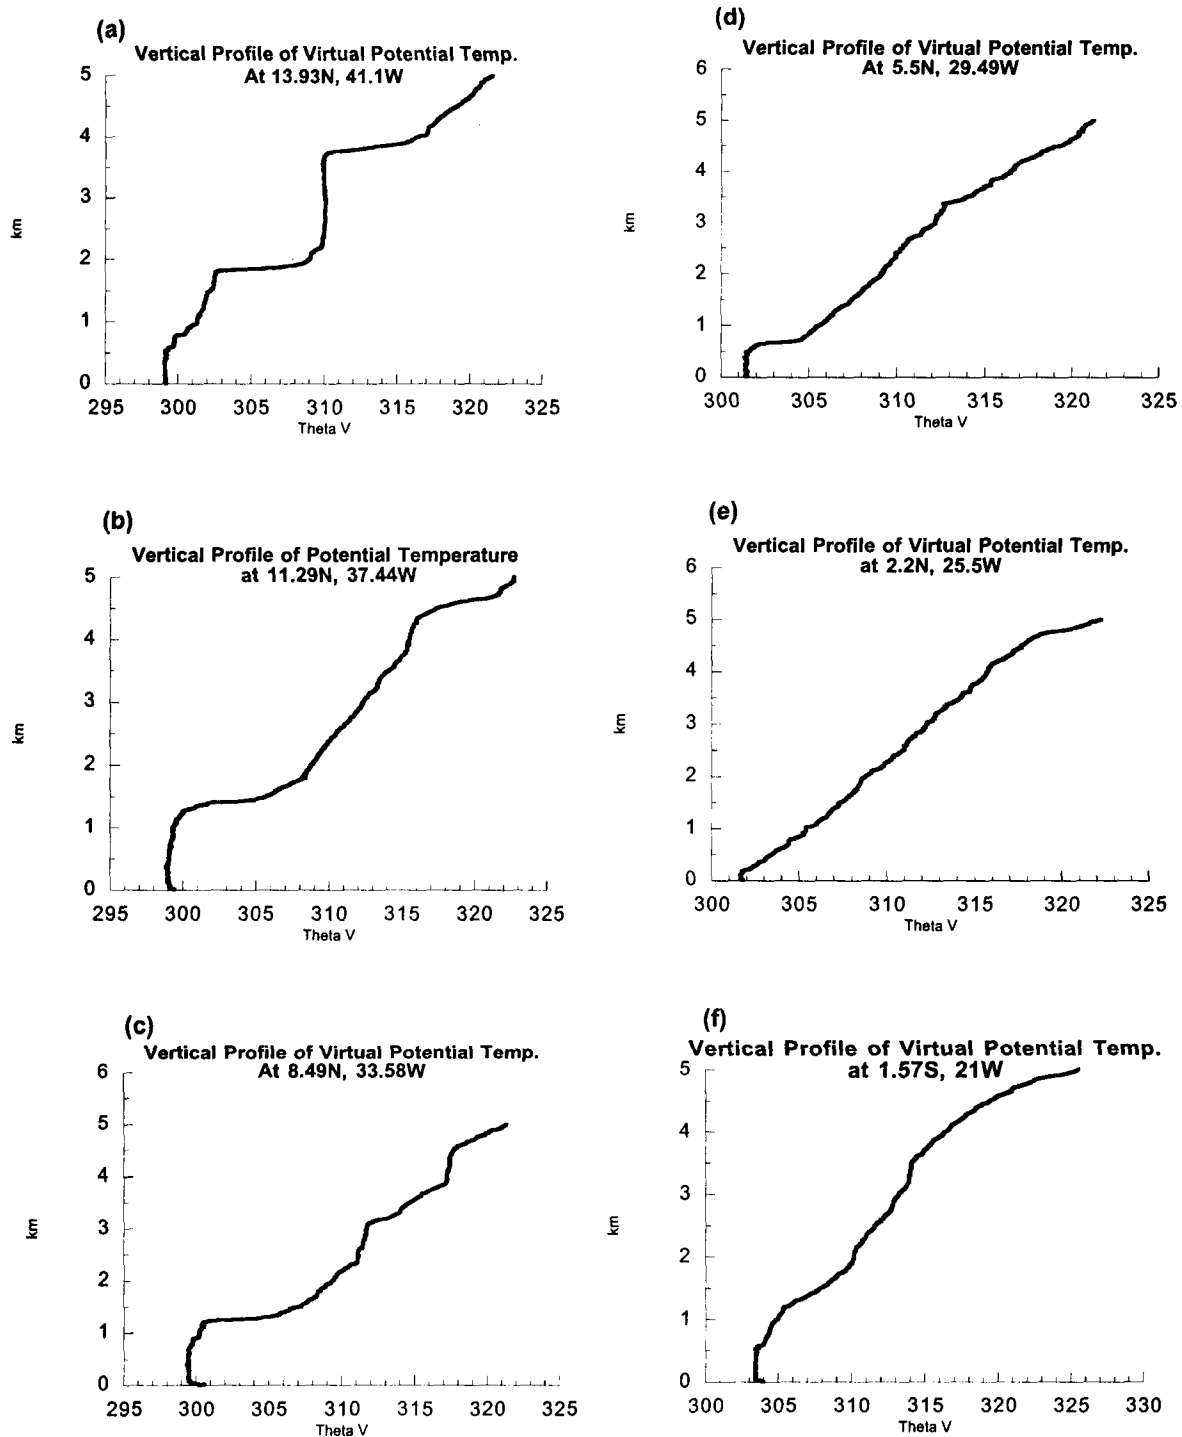 (a)
Vertical Profile of Virtual Potential Temp.
At 13.93N, 41.1W
5
4
3
2
1
0
km
295 300 305 310 315 320 325
Theta V
(b)
Vertical Profile of Potential Temperature
at 11.29N, 37.44W
5
4
3
2
1
0
km
295 300 305 310 315 320 325
Theta V
(c)
Vertical Profile of Virtual Potential Temp.
At 8.49N, 33.58W
6
5
4
3
2
1
0
km
295 300 305 310 315 320 325
Theta V
(d)
Vertical Profile of Virtual Potential Temp.
At 5.5N, 29.49W
6
5
4
3
2
1
0
km
300 305 310 315 320 325
Theta V
(e)
Vertical Profile of Virtual Potential Temp.
at 2.2N, 25.5W
6
5
4
3
2
1
0
km
300 305 310 315 320 325
Theta V
(f)
Vertical Profile of Virtual Potential Temp.
at 1.57S, 21W
5
4
3
2
1
0
km
300 305 310 315 320 325 330
Theta V